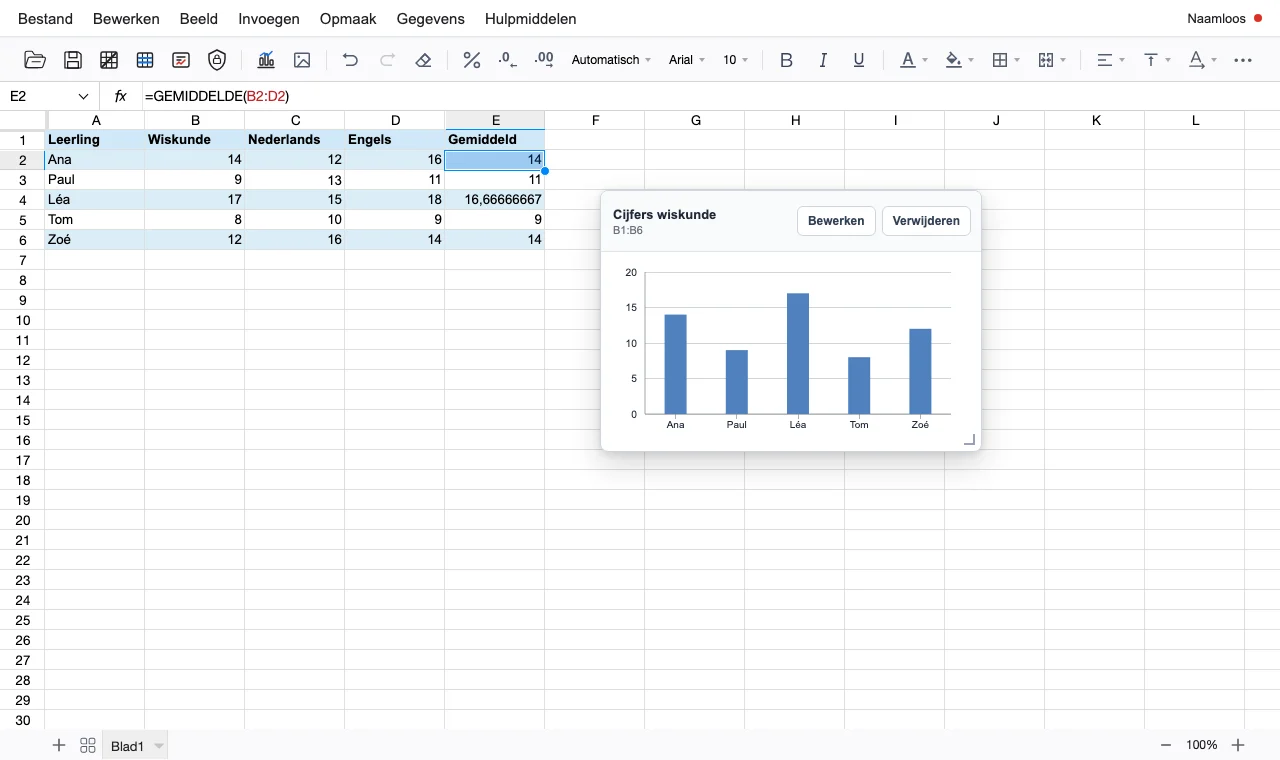 Bestand Bewerken Beeld Invoegen Opmaak Gegevens Hulpmiddelen Naamloos
% .0 .00 Automatisch Arial 10 B I U A A
E2 fx =GEMIDDELDE(B2:D2)
A B C D E F G H I J K L
1 Leerling Wiskunde Nederlands Engels Gemiddeld
2 Ana 14 12 16 14
3 Paul 9 13 11 11
4 Léa 17 15 18 16,66666667
5 Tom 8 10 9 9
6 Zoé 12 16 14 14
7
8
9
10
11
12
13
14
15
16
17
18
19
20
21
22
23
24
25
26
27
28
29
30
Cijfers wiskunde
B1:B6
Bewerken Verwijderen
20
15
10
5
0
Ana Paul Léa Tom Zoé
Blad1 100%